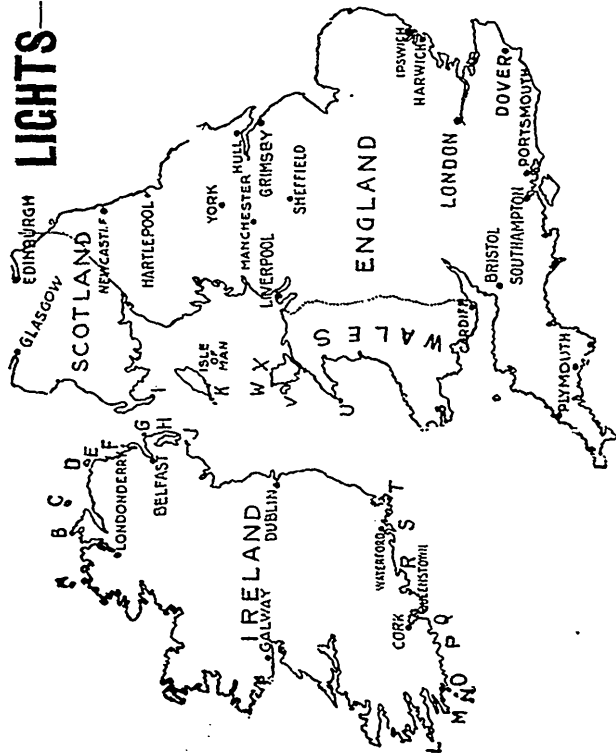 LIGHTS
EDINBURGH
GLASGOW
SCOTLAND
NEWCASTLE
HARTLEPOOL
YORK
HULL
MANCHESTER
GRIMSBY
LIVERPOOL
SHEFFIELD
ISLE
OF
MAN
I
K
W X
V
U
WALES
ENGLAND
IPSWICH
HARWICH
LONDON
CARDIFF
BRISTOL
DOVER
SOUTHAMPTON
PORTSMOUTH
PLYMOUTH
A
B
C
D
E
F
G
H
J
LONDONDERRY
BELFAST
IRELAND
GALWAY
DUBLIN
WATERFORD
T
S
R
QUEENSTOWN
CORK
Q
P
O
N
M
L